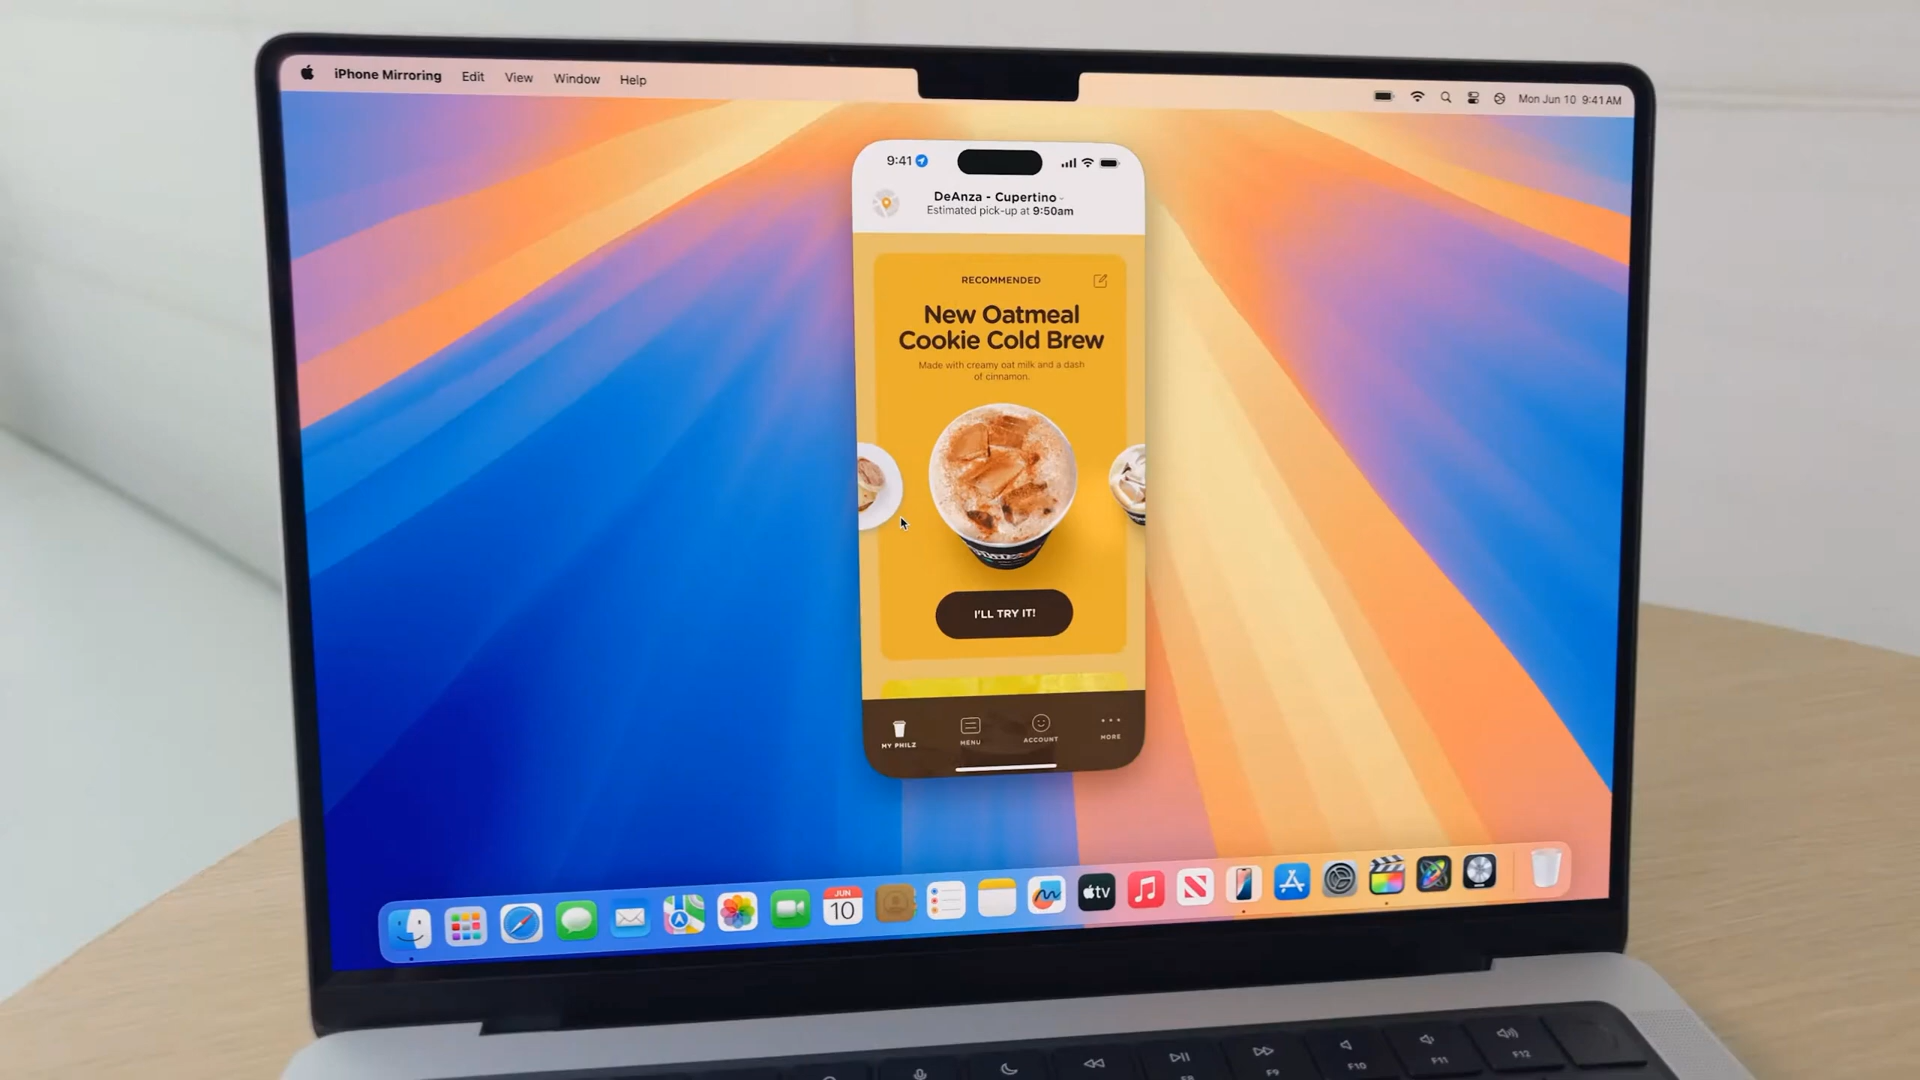 iPhone Mirroring Edit View Window Help
Mon Jun 10 9:41 AM
9:41
DeAnza - Cupertino
Estimated pick-up at 9:50am
RECOMMENDED
New Oatmeal
Cookie Cold Brew
Made with creamy oat milk and a dash
of cinnamon.
I'LL TRY IT!
MY PHILZ MENU ACCOUNT MORE
JUN
10
tv
F9 F10 F11 F12